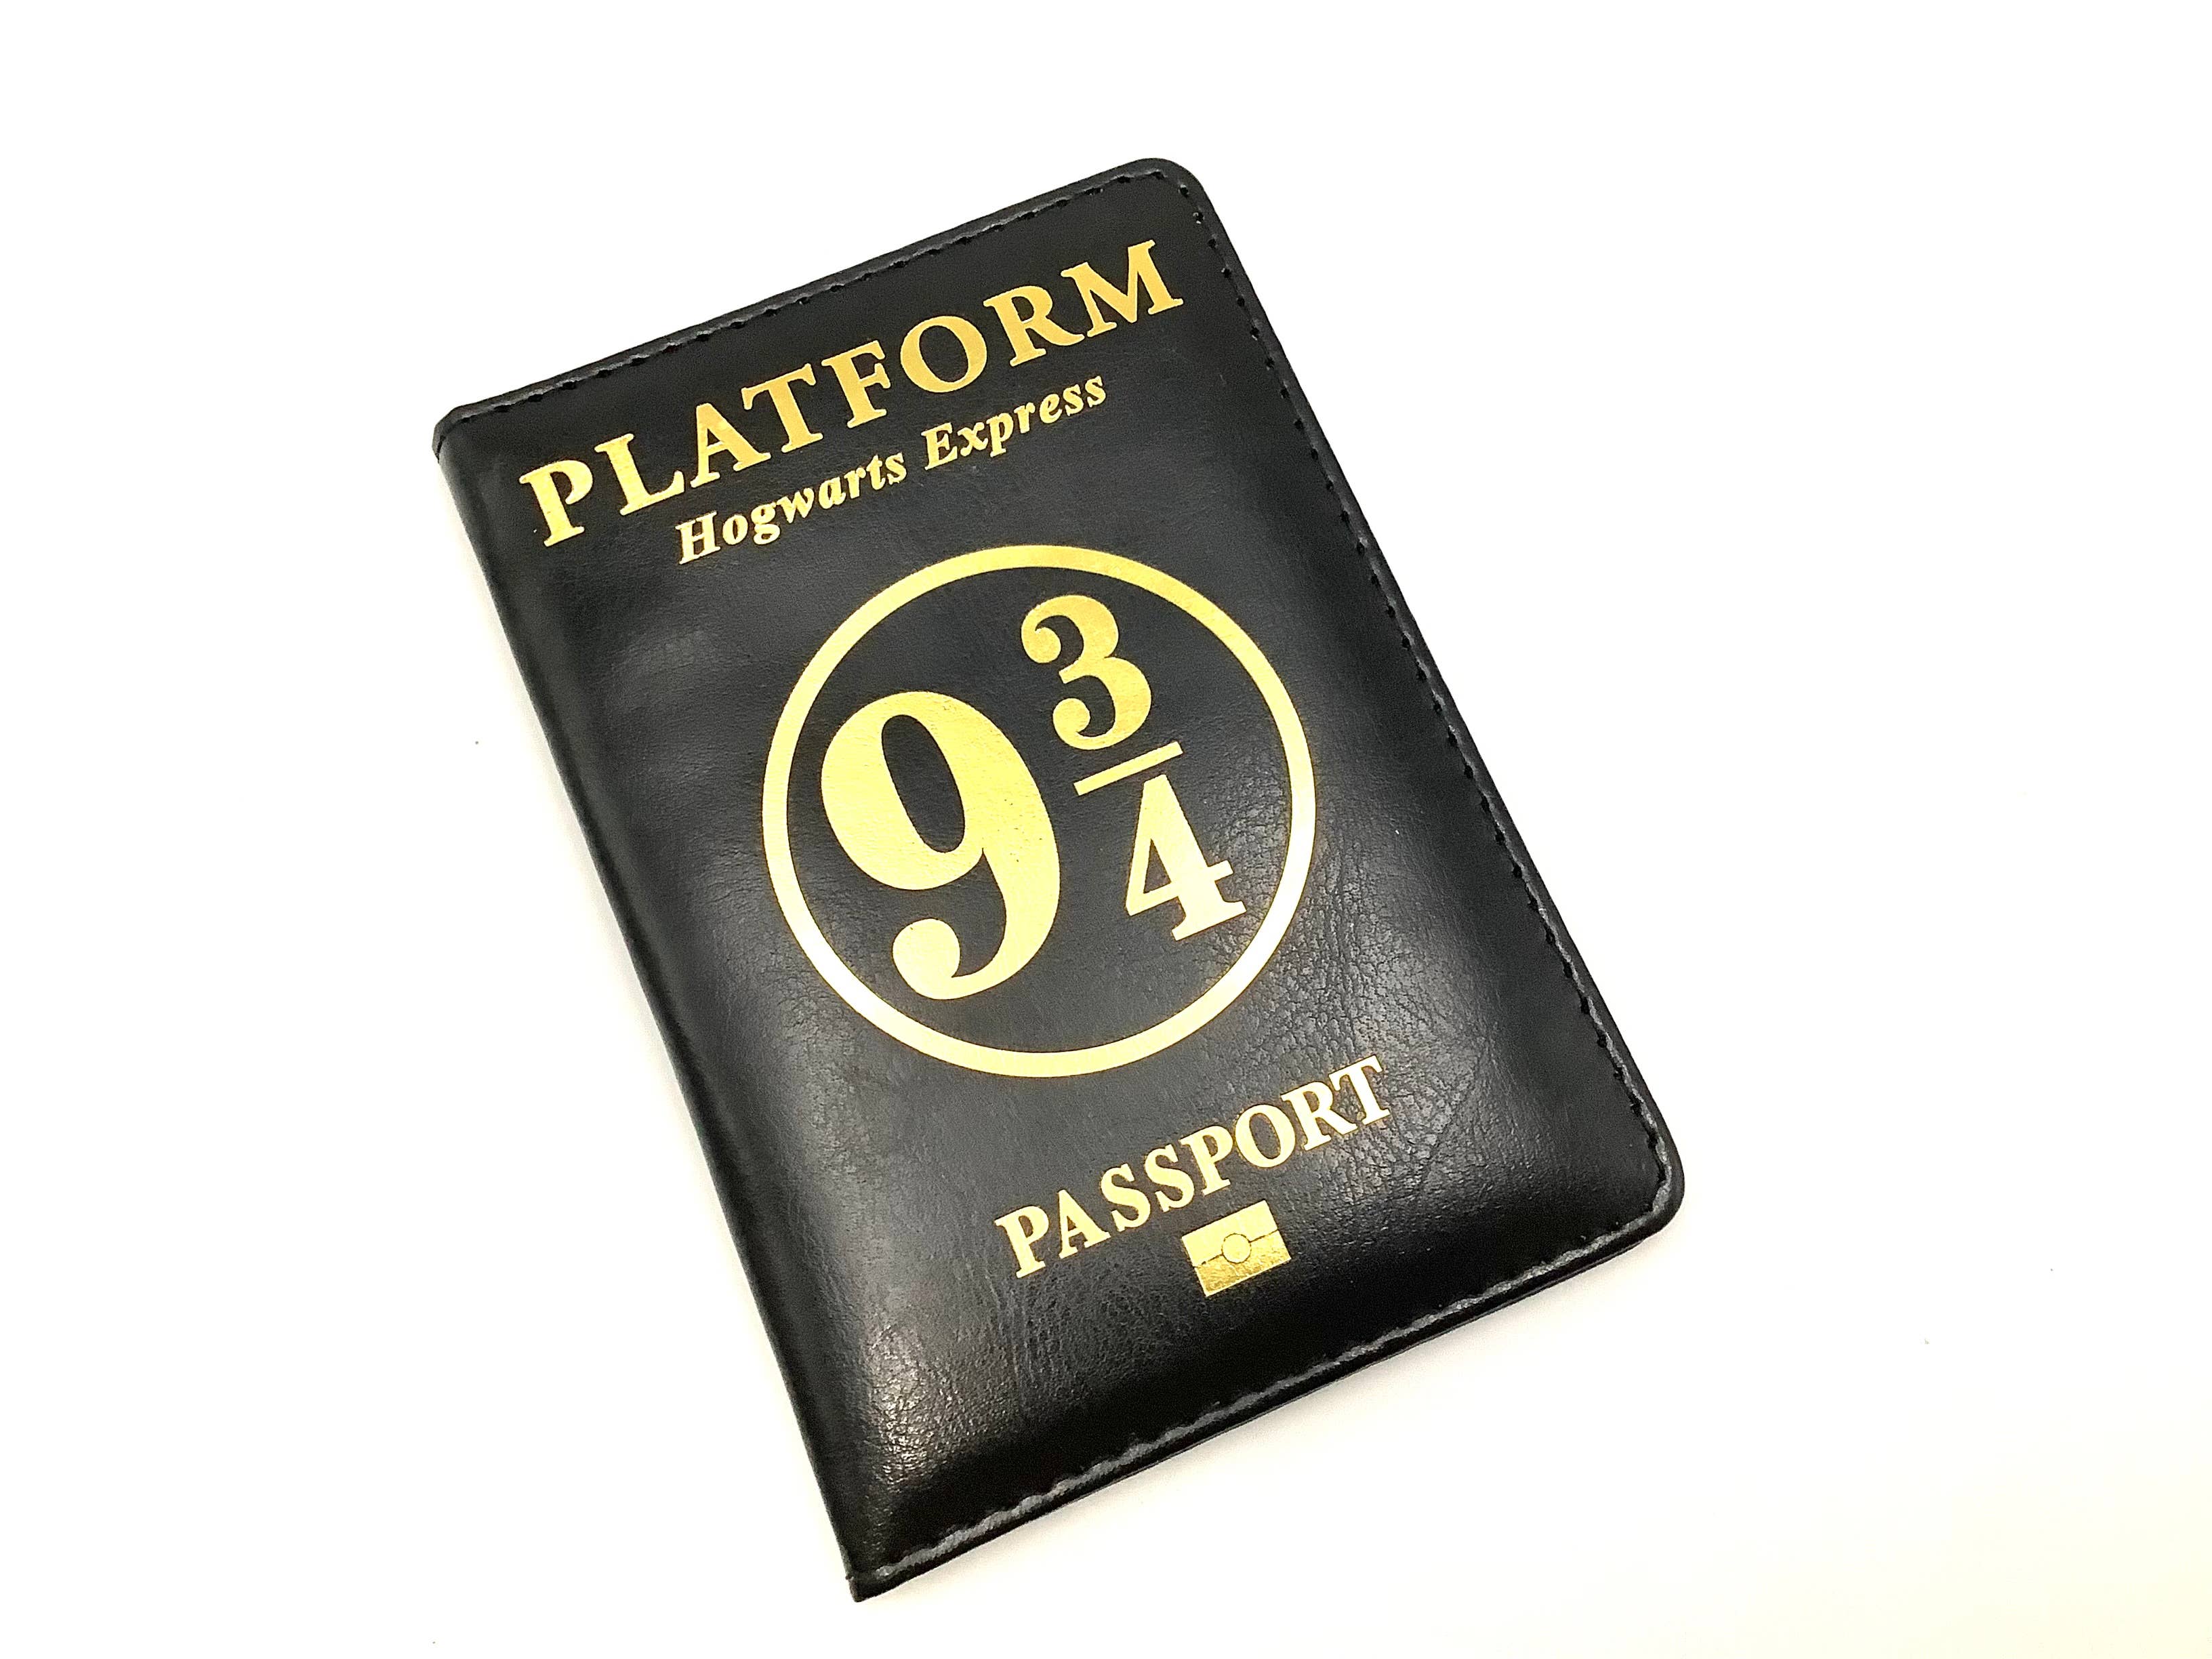 PLATFORM
Hogwarts Express
9 3/4
PASSPORT